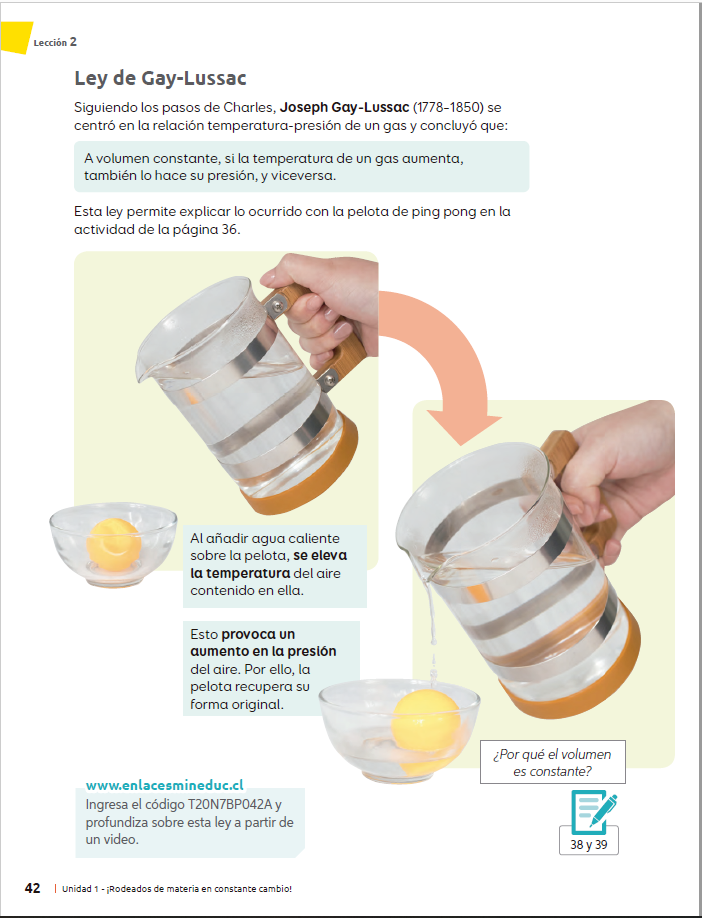 Lección 2
Ley de Gay-Lussac
Siguiendo los pasos de Charles, Joseph Gay-Lussac (1778-1850) se
centró en la relación temperatura-presión de un gas y concluyó que:
A volumen constante, si la temperatura de un gas aumenta,
también lo hace su presión, y viceversa.
Esta ley permite explicar lo ocurrido con la pelota de ping pong en la
actividad de la página 36.
Al añadir agua caliente
sobre la pelota, se eleva
la temperatura del aire
contenido en ella.
Esto provoca un
aumento en la presión
del aire. Por ello, la
pelota recupera su
forma original.
¿Por qué el volumen
es constante?
38 y 39
www.enlacesmineduc.cl
Ingresa el código T20N7BP042A y
profundiza sobre esta ley a partir de
un video.
42 | Unidad 1 - ¡Rodeados de materia en constante cambio!